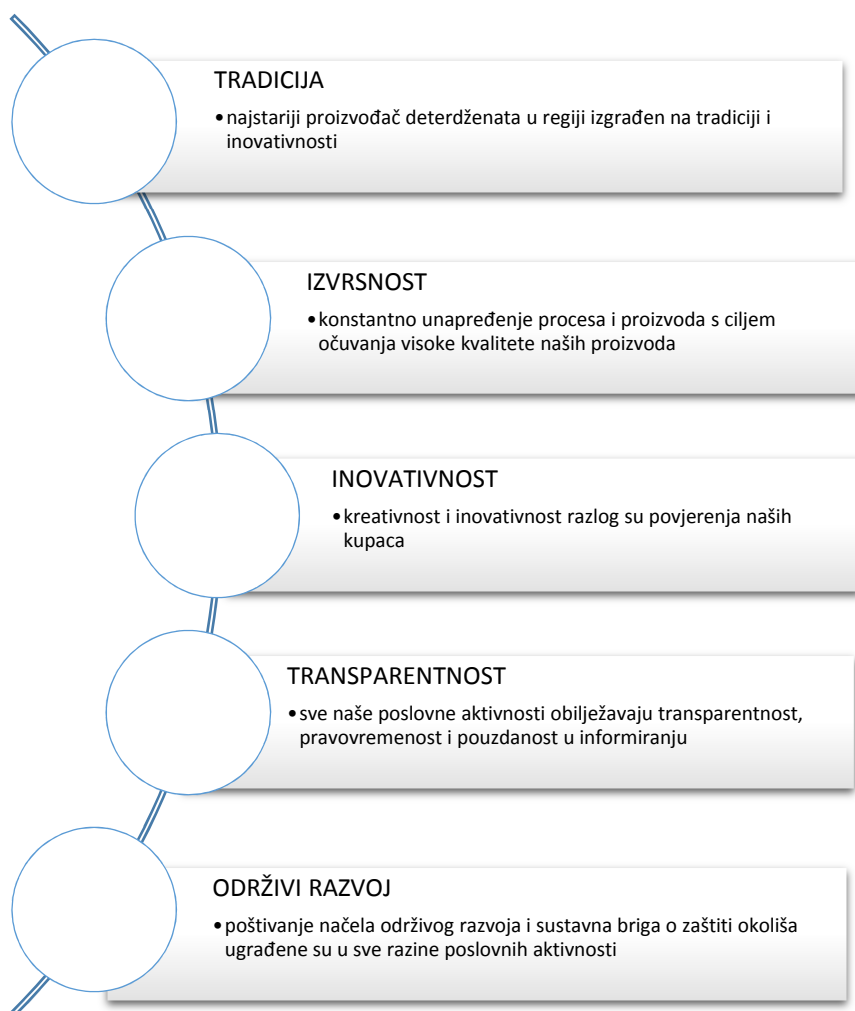 TRADICIJA
•najstariji proizvođač deterdženata u regiji izgrađen na tradiciji i
inovativnosti
IZVRSNOST
•konstantno unapređenje procesa i proizvoda s ciljem
očuvanja visoke kvalitete naših proizvoda
INOVATIVNOST
•kreativnost i inovativnost razlog su povjerenja naših
kupaca
TRANSPARENTNOST
•sve naše poslovne aktivnosti obilježavaju transparentnost,
pravovremenost i pouzdanost u informiranju
ODRŽIVI RAZVOJ
•poštivanje načela održivog razvoja i sustavna briga o zaštiti okoliša
ugrađene su u sve razine poslovnih aktivnosti